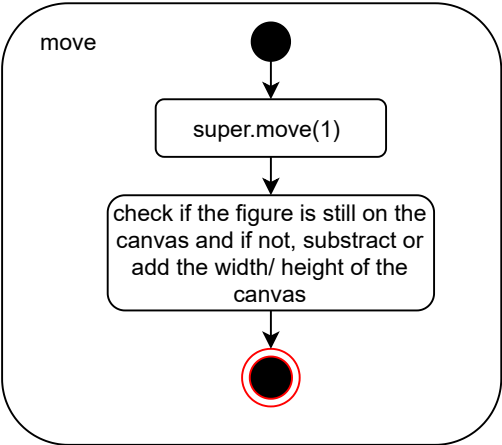 move
super.move(1)
check if the figure is still on the
canvas and if not, substract or
add the width/ height of the
canvas